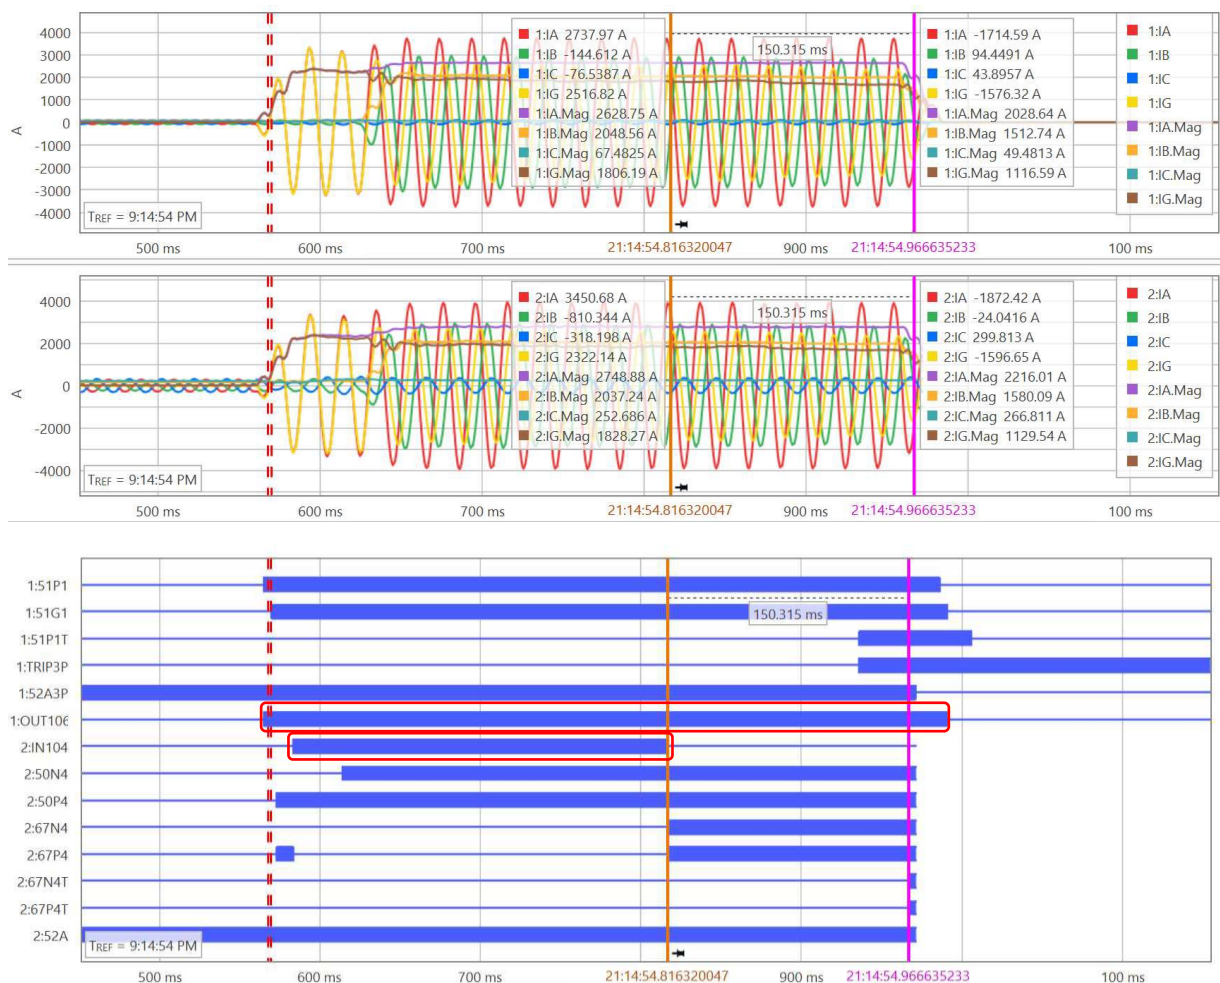 4000
3000
2000
1000
0
-1000
-2000
-3000
-4000
A
1:IA 2737.97 A
1:IB -144.612 A
1:IC -76.5387 A
1:IG 2516.82 A
1:IA.Mag 2628.75 A
1:IB.Mag 2048.56 A
1:IC.Mag 67.4825 A
1:IG.Mag 1806.19 A
150.315 ms
1:IA -1714.59 A
1:IB 94.4491 A
1:IC 43.8957 A
1:IG -1576.32 A
1:IA.Mag 2028.64 A
1:IB.Mag 1512.74 A
1:IC.Mag 49.4813 A
1:IG.Mag 1116.59 A
1:IA
1:IB
1:IC
1:IG
1:IA.Mag
1:IB.Mag
1:IC.Mag
1:IG.Mag
TREF = 9:14:54 PM
500 ms 600 ms 700 ms 21:14:54.816320047 900 ms 21:14:54.966635233 100 ms
4000
2000
0
-2000
-4000
A
2:IA 3450.68 A
2:IB -810.344 A
2:IC -318.198 A
2:IG 2322.14 A
2:IA.Mag 2748.88 A
2:IB.Mag 2037.24 A
2:IC.Mag 252.686 A
2:IG.Mag 1828.27 A
150.315 ms
2:IA -1872.42 A
2:IB -24.0416 A
2:IC 299.813 A
2:IG -1596.65 A
2:IA.Mag 2216.01 A
2:IB.Mag 1580.09 A
2:IC.Mag 266.811 A
2:IG.Mag 1129.54 A
2:IA
2:IB
2:IC
2:IG
2:IA.Mag
2:IB.Mag
2:IC.Mag
2:IG.Mag
TREF = 9:14:54 PM
500 ms 600 ms 700 ms 21:14:54.816320047 900 ms 21:14:54.966635233 100 ms
1:51P1
1:51G1
150.315 ms
1:51P1T
1:TRIP3P
1:52A3P
1:OUT106
2:IN104
2:50N4
2:50P4
2:67N4
2:67P4
2:67N4T
2:67P4T
2:52A
TREF = 9:14:54 PM
500 ms 600 ms 700 ms 21:14:54.816320047 900 ms 21:14:54.966635233 100 ms